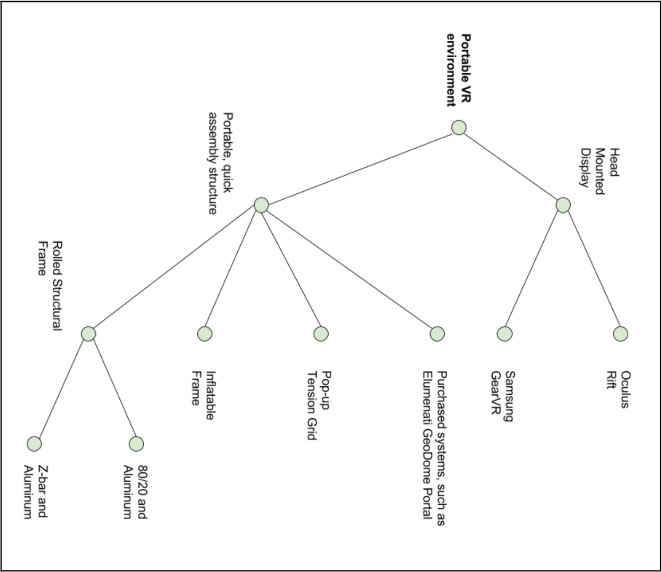 Head
Mounted
Display
Oculus
Rift
Samsung
GearVR
Portable VR
environment
Purchased systems, such as
Elumenati GeoDome Portal
Pop-up
Tension Grid
Portable, quick
assembly structure
Inflatable
Frame
80/20 and
Aluminum
Rolled Structural
Frame
Z-bar and
Aluminum